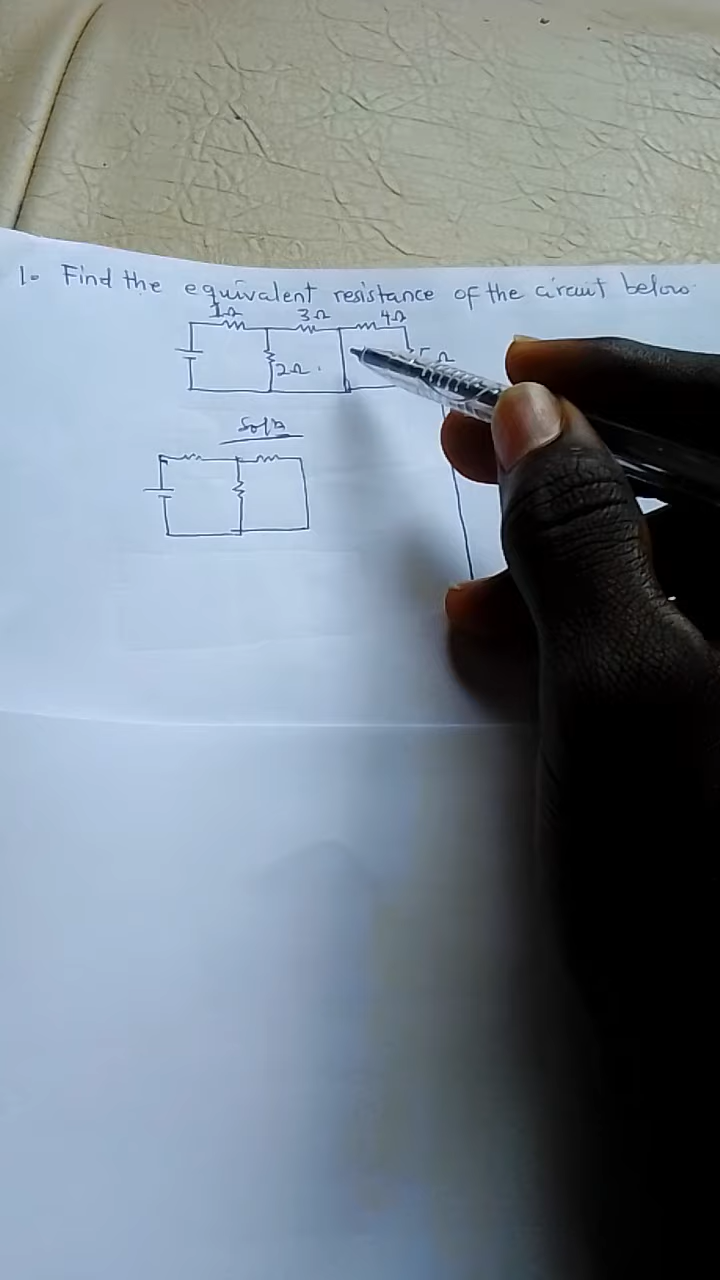 1. Find the equivalent resistance of the circuit below.
1Ω 3Ω 4Ω
2Ω Ω
Soln